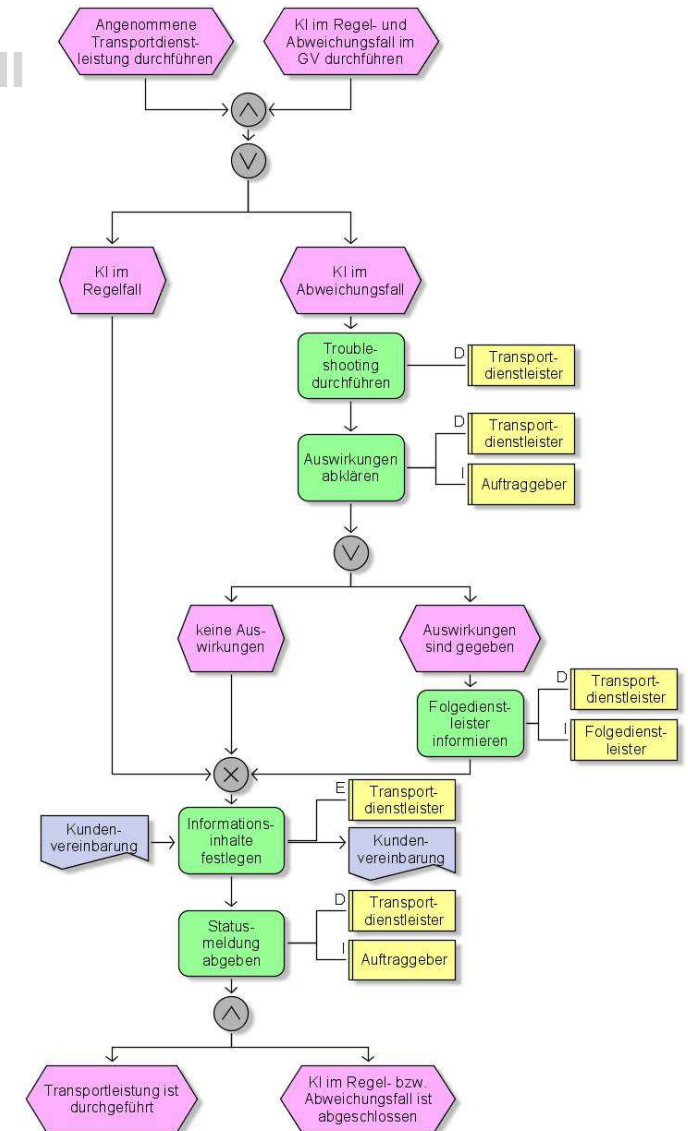 Angenommene
Transportdienst-
leistung durchführen
KI im Regel- und
Abweichungsfall im
GV durchführen
KI im
Regelfall
KI im
Abweichungsfall
Trouble-
shooting
durchführen
D
Transport-
dienstleister
Auswirkungen
abklären
D
Transport-
dienstleister
I
Auftraggeber
keine Aus-
wirkungen
Auswirkungen
sind gegeben
Folgedienst-
leister
informieren
D
Transport-
dienstleister
I
Folgedienst-
leister
Kunden-
vereinbarung
Informations-
inhalte
festlegen
E
Transport-
dienstleister
Kunden-
vereinbarung
Status-
meldung
abgeben
D
Transport-
dienstleister
I
Auftraggeber
Transportleistung ist
durchgeführt
KI im Regel- bzw.
Abweichungsfall ist
abgeschlossen